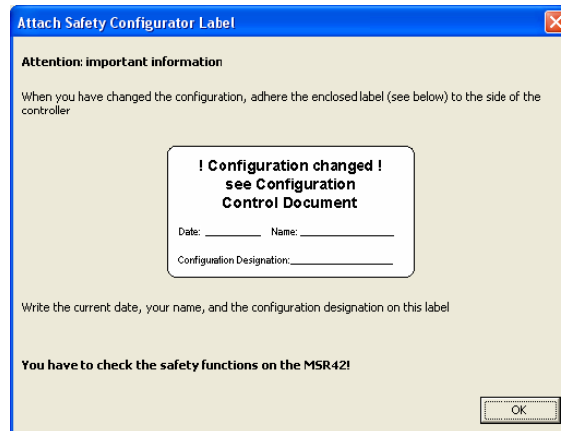 Attach Safety Configurator Label
Attention: important information
When you have changed the configuration, adhere the enclosed label (see below) to the side of the
controller
! Configuration changed !
see Configuration
Control Document
Date: __________ Name: __________
Configuration Designation:____________________
Write the current date, your name, and the configuration designation on this label
You have to check the safety functions on the MSR42!
OK